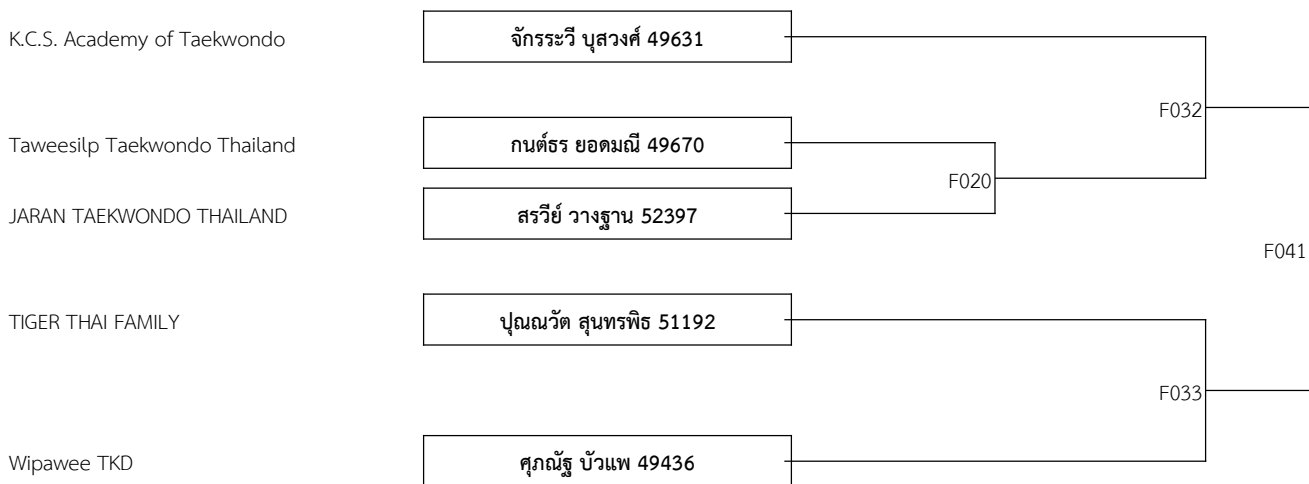 K.C.S. Academy of Taekwondo จักรระวี บุสวงศ์ 49631
F032
Taweesilp Taekwondo Thailand กนต์ธร ยอดมณี 49670
F020
JARAN TAEKWONDO THAILAND สรวีย์ วางฐาน 52397
F041
TIGER THAI FAMILY ปุณณวัต สุนทรพิธ 51192
F033
Wipawee TKD ศุภณัฐ บัวแพ 49436